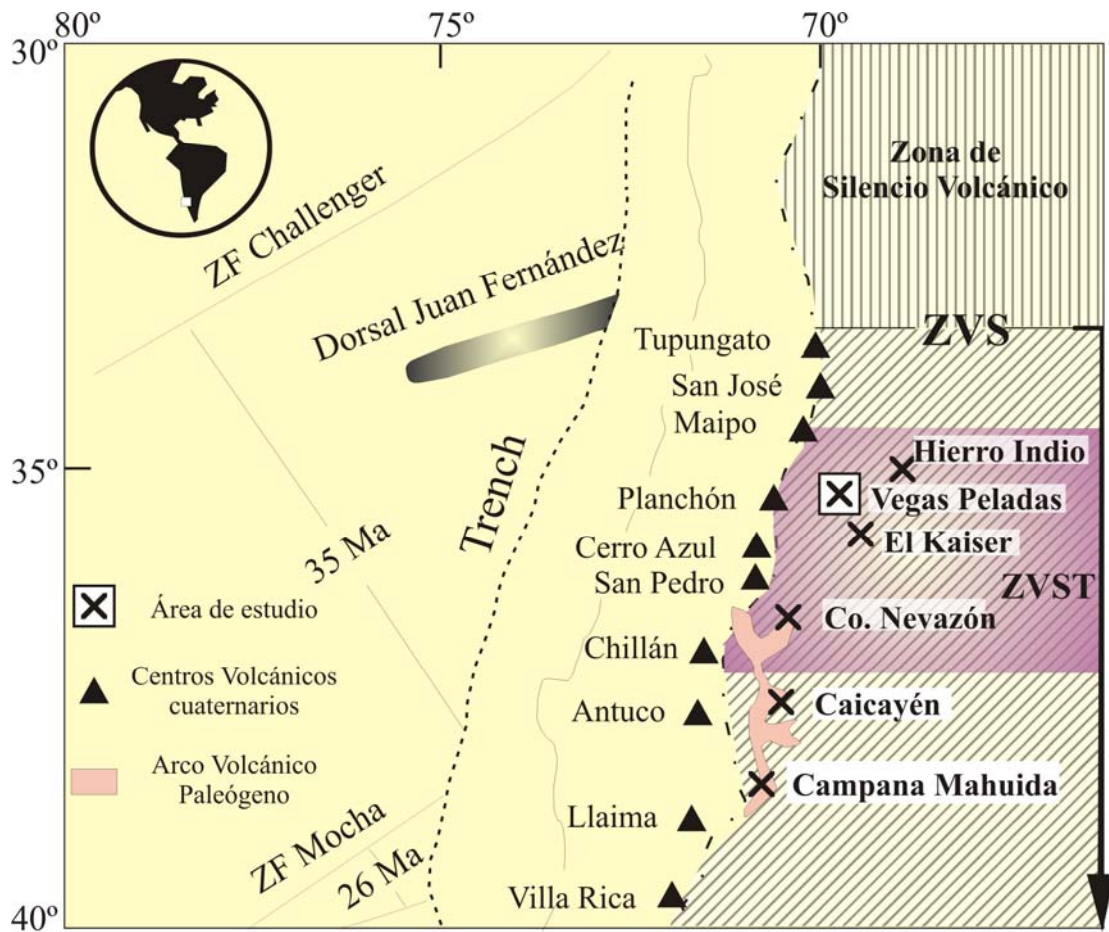 80º
75º
70º
30º
Zona de
Silencio Volcánico
ZF Challenger
Dorsal Juan Fernández
ZVS
Tupungato
San José
Maipo
Hierro Indio
35º
Trench
Planchón
Vegas Peladas
El Kaiser
35 Ma
Cerro Azul
San Pedro
ZVST
Área de estudio
Co. Nevazón
Chillán
Centros Volcánicos
cuaternarios
Antuco
Caicayén
Arco Volcánico
Paleógeno
Campana Mahuida
Llaima
ZF Mocha
26 Ma
Villa Rica
40º